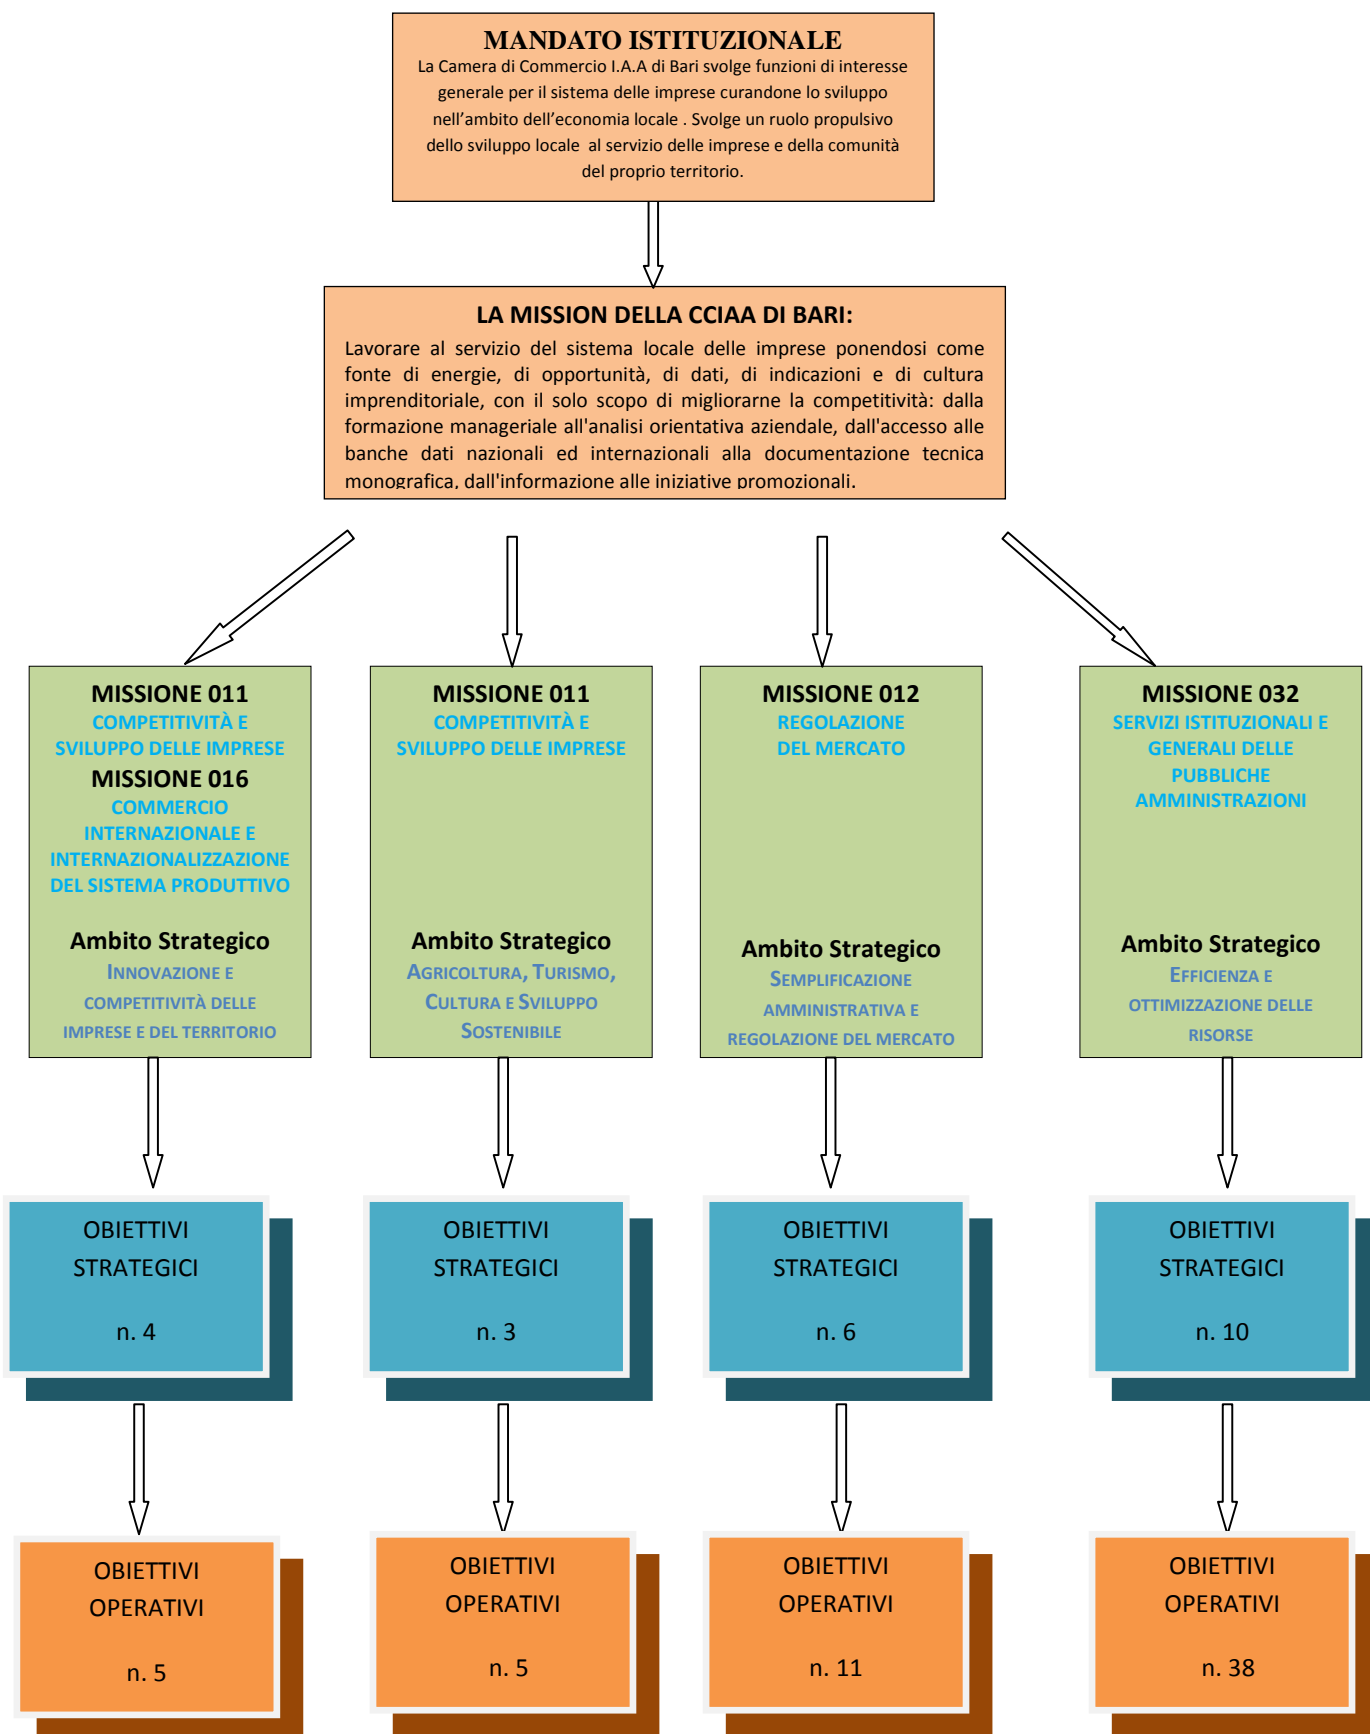 MANDATO ISTITUZIONALE
La Camera di Commercio I.A.A di Bari svolge funzioni di interesse
generale per il sistema delle imprese curandone lo sviluppo
nell’ambito dell’economia locale . Svolge un ruolo propulsivo
dello sviluppo locale al servizio delle imprese e della comunità
del proprio territorio.
LA MISSION DELLA CCIAA DI BARI:
Lavorare al servizio del sistema locale delle imprese ponendosi come
fonte di energie, di opportunità, di dati, di indicazioni e di cultura
imprenditoriale, con il solo scopo di migliorarne la competitività: dalla
formazione manageriale all'analisi orientativa aziendale, dall'accesso alle
banche dati nazionali ed internazionali alla documentazione tecnica
monografica, dall'informazione alle iniziative promozionali.
MISSIONE 011
COMPETITIVITÀ E
SVILUPPO DELLE IMPRESE
MISSIONE 016
COMMERCIO
INTERNAZIONALE E
INTERNAZIONALIZZAZIONE
DEL SISTEMA PRODUTTIVO
Ambito Strategico
INNOVAZIONE E
COMPETITIVITÀ DELLE
IMPRESE E DEL TERRITORIO
MISSIONE 011
COMPETITIVITÀ E
SVILUPPO DELLE IMPRESE
Ambito Strategico
AGRICOLTURA, TURISMO,
CULTURA E SVILUPPO
SOSTENIBILE
MISSIONE 012
REGOLAZIONE
DEL MERCATO
Ambito Strategico
SEMPLIFICAZIONE
AMMINISTRATIVA E
REGOLAZIONE DEL MERCATO
MISSIONE 032
SERVIZI ISTITUZIONALI E
GENERALI DELLE
PUBBLICHE
AMMINISTRAZIONI
Ambito Strategico
EFFICIENZA E
OTTIMIZZAZIONE DELLE
RISORSE
OBIETTIVI
STRATEGICI
n. 4
OBIETTIVI
STRATEGICI
n. 3
OBIETTIVI
STRATEGICI
n. 6
OBIETTIVI
STRATEGICI
n. 10
OBIETTIVI
OPERATIVI
n. 5
OBIETTIVI
OPERATIVI
n. 5
OBIETTIVI
OPERATIVI
n. 11
OBIETTIVI
OPERATIVI
n. 38